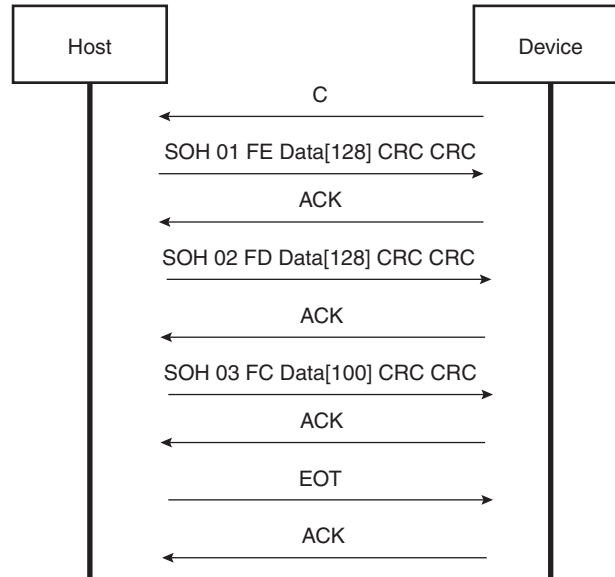 Host
Device
C
SOH 01 FE Data[128] CRC CRC
ACK
SOH 02 FD Data[128] CRC CRC
ACK
SOH 03 FC Data[100] CRC CRC
ACK
EOT
ACK